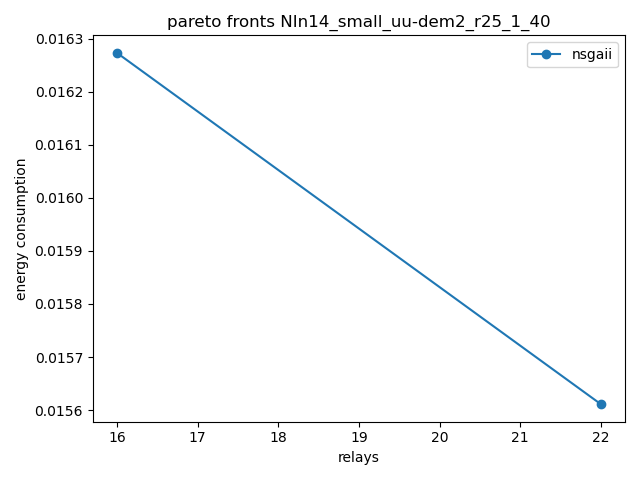 pareto fronts NIn14_small_uu-dem2_r25_1_40
nsgaii
0.0163
0.0162
0.0161
0.0160
0.0159
0.0158
0.0157
0.0156
energy consumption
16 17 18 19 20 21 22
relays